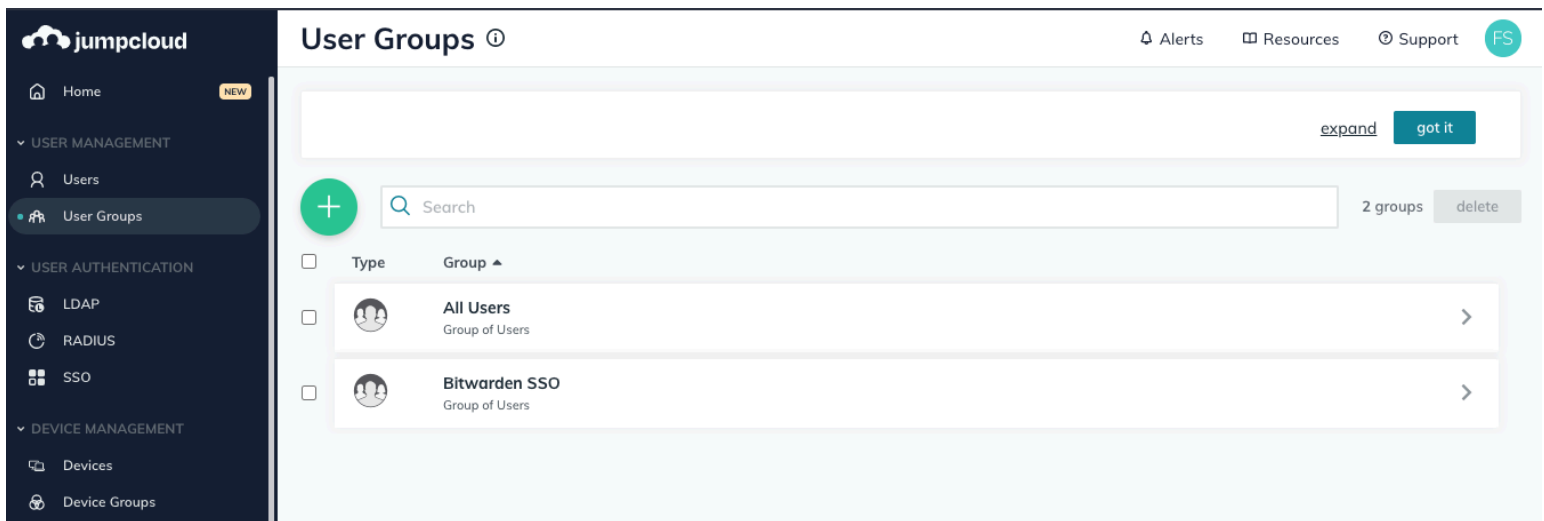 jumpcloud
Home
NEW
USER MANAGEMENT
Users
User Groups
USER AUTHENTICATION
LDAP
RADIUS
SSO
DEVICE MANAGEMENT
Devices
Device Groups
User Groups
Alerts
Resources
Support
FS
expand
got it
Search
2 groups
delete
Type
Group
All Users
Group of Users
Bitwarden SSO
Group of Users